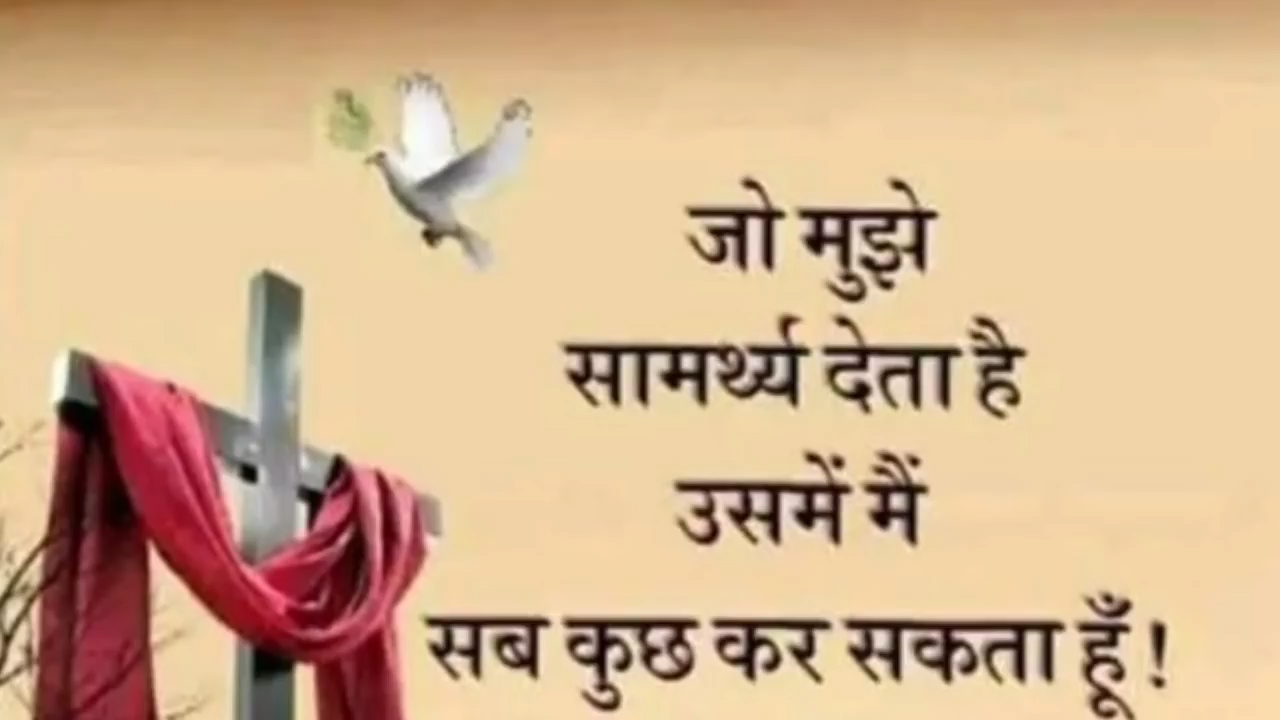 जो मुझे
सामर्थ्य देता है
उसमें मैं
सब कुछ कर सकता हूँ !